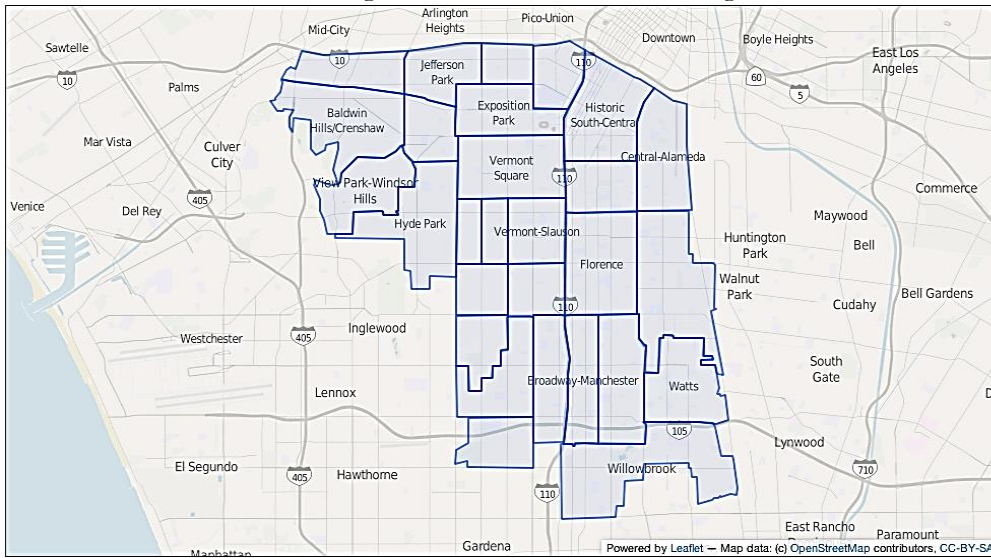 Arlington
Heights
Pico-Union
Mid-City
Downtown
Boyle Heights
Sawtelle
East Los
Angeles
10
110
Jefferson
Park
10
60
Palms
5
Exposition
Park
Historic
South-Central
Baldwin
Hills/Crenshaw
Mar Vista
Culver
City
Vermont
Square
Central-Alameda
110
View Park-Windsor
Hills
Commerce
405
Venice
Del Rey
Hyde Park
Vermont-Slauson
Maywood
Huntington
Park
Bell
Florence
Walnut
Park
Bell Gardens
Cudahy
110
Inglewood
Westchester
405
South
Gate
Broadway-Manchester
Watts
Lennox
D
105
Lynwood
El Segundo
Hawthorne
405
Willowbrook
710
110
East Rancho
Paramount
Gardena
Manhattan
Powered by Leaflet — Map data: (c) OpenStreetMap contributors, CC-BY-SA